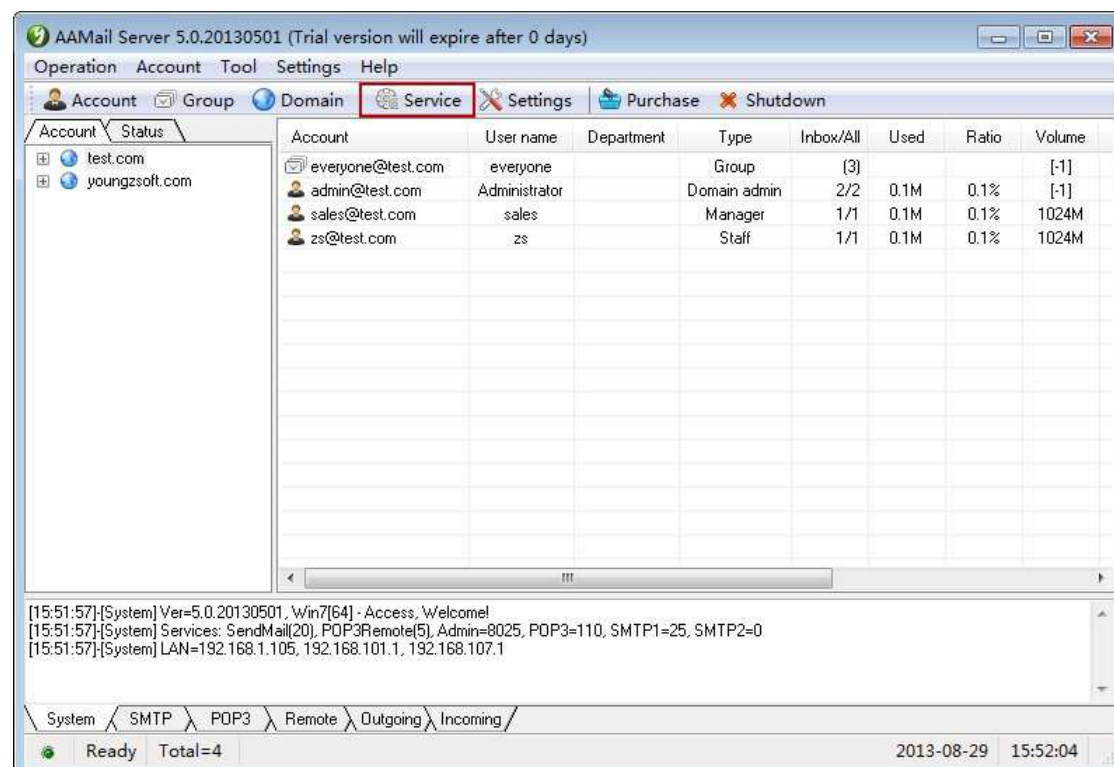 AAMail Server 5.0.20130501 (Trial version will expire after 0 days)
Operation Account Tool Settings Help
Account Group Domain Service Settings Purchase Shutdown
Account Status
test.com
youngzsoft.com
Account User name Department Type Inbox/All Used Ratio Volume
everyone@test.com everyone Group (3) [-1]
admin@test.com Administrator Domain admin 2/2 0.1M 0.1% [-1]
sales@test.com sales Manager 1/1 0.1M 0.1% 1024M
zs@test.com zs Staff 1/1 0.1M 0.1% 1024M
[15:51:57]-[System] Ver=5.0.20130501, Win7[64] - Access, Welcome!
[15:51:57]-[System] Services: SendMail(20), POP3Remote(5), Admin=8025, POP3=110, SMTP1=25, SMTP2=0
[15:51:57]-[System] LAN=192.168.1.105, 192.168.101.1, 192.168.107.1
System SMTP POP3 Remote Outgoing Incoming
Ready Total=4 2013-08-29 15:52:04